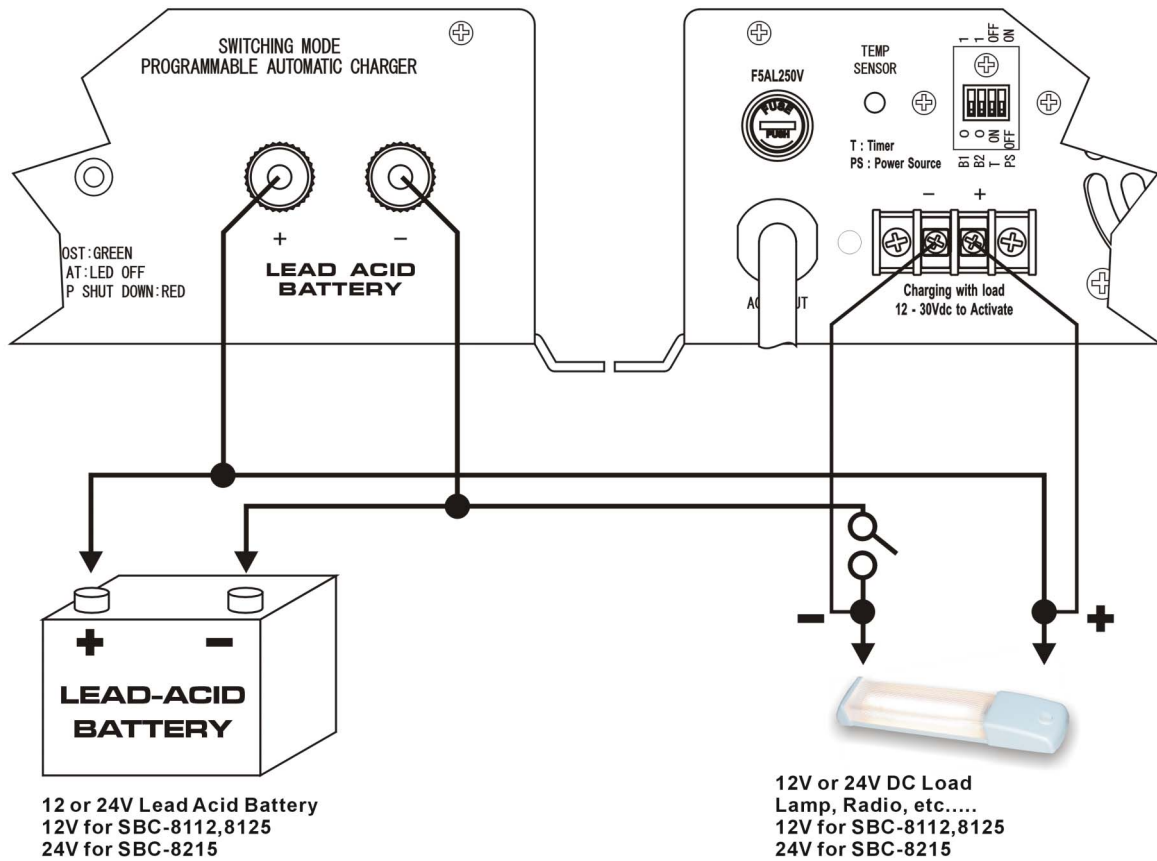 SWITCHING MODE
PROGRAMMABLE AUTOMATIC CHARGER
+ -
LEAD ACID
BATTERY
OST:GREEN
AT:LED OFF
P SHUT DOWN:RED
F5AL250V
FUSE
PUSH
TEMP
SENSOR
1 1 OFF ON
O O ON OFF
B1 B2 T PS
T : Timer
PS : Power Source
- +
Charging with load
12 - 30Vdc to Activate
+ -
LEAD-ACID
BATTERY
12 or 24V Lead Acid Battery
12V for SBC-8112,8125
24V for SBC-8215
- +
12V or 24V DC Load
Lamp, Radio, etc.....
12V for SBC-8112,8125
24V for SBC-8215